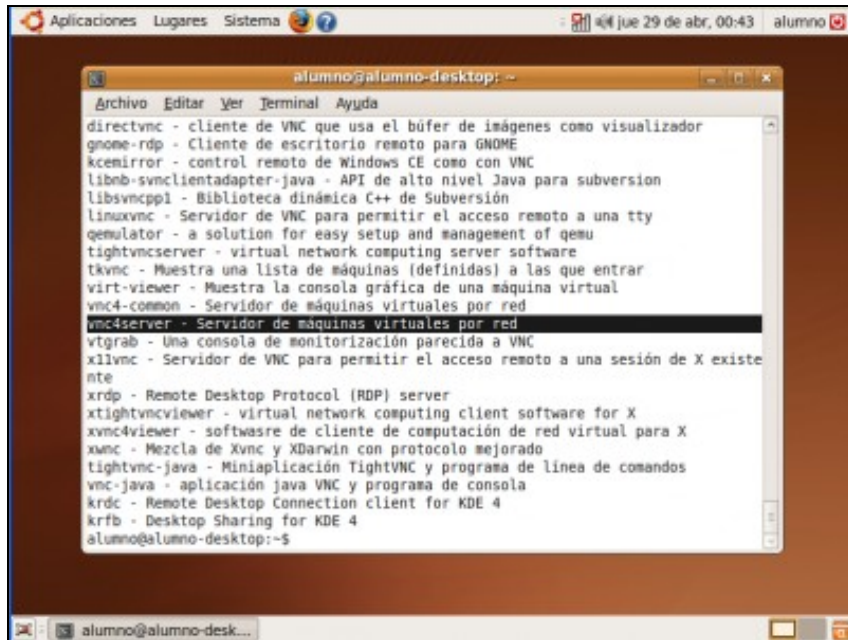 Aplicaciones Lugares Sistema
jue 29 de abr, 00:43 alumno
alumno@alumno-desktop: ~
Archivo Editar Ver Terminal Ayuda
directvnc - cliente de VNC que usa el búfer de imágenes como visualizador
gnome-rdp - Cliente de escritorio remoto para GNOME
kcemirror - control remoto de Windows CE como con VNC
libnb-svnclientadapter-java - API de alto nivel Java para subversion
libsvncpp1 - Biblioteca dinámica C++ de Subversión
linuxvnc - Servidor de VNC para permitir el acceso remoto a una tty
qemulator - a solution for easy setup and management of qemu
tightvncserver - virtual network computing server software
tkvnc - Muestra una lista de máquinas (definidas) a las que entrar
virt-viewer - Muestra la consola gráfica de una máquina virtual
vnc4-common - Servidor de máquinas virtuales por red
vnc4server - Servidor de máquinas virtuales por red
vtgrab - Una consola de monitorización parecida a VNC
x11vnc - Servidor de VNC para permitir el acceso remoto a una sesión de X existe
nte
xrdp - Remote Desktop Protocol (RDP) server
xtightvncviewer - virtual network computing client software for X
xvnc4viewer - softwasre de cliente de computación de red virtual para X
xwnc - Mezcla de Xvnc y XDarwin con protocolo mejorado
tightvnc-java - Miniaplicación TightVNC y programa de línea de comandos
vnc-java - aplicación java VNC y programa de consola
krdc - Remote Desktop Connection client for KDE 4
krfb - Desktop Sharing for KDE 4
alumno@alumno-desktop:~$
alumno@alumno-desk...